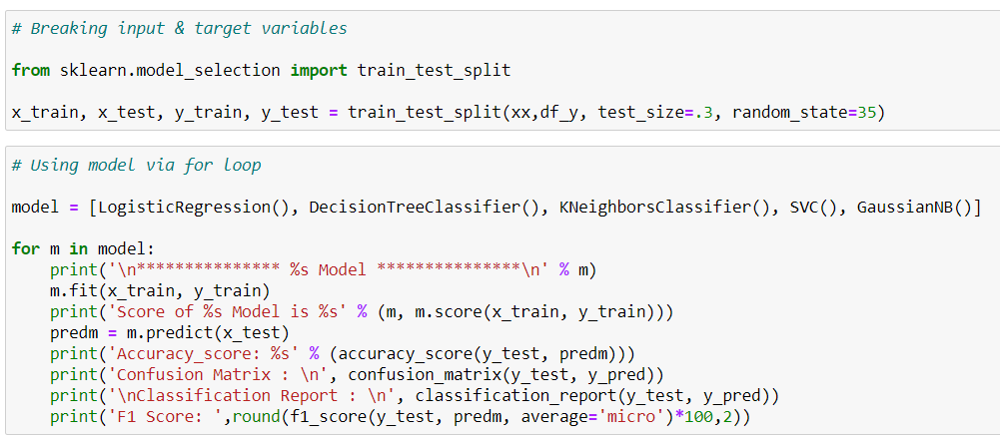 # Breaking input & target variables
from sklearn.model_selection import train_test_split
x_train, x_test, y_train, y_test = train_test_split(xx,df_y, test_size=.3, random_state=35)
# Using model via for loop
model = [LogisticRegression(), DecisionTreeClassifier(), KNeighborsClassifier(), SVC(), GaussianNB()]
for m in model:
    print('\n*************** %s Model ***************\n' % m)
    m.fit(x_train, y_train)
    print('Score of %s Model is %s' % (m, m.score(x_train, y_train)))
    predm = m.predict(x_test)
    print('Accuracy_score: %s' % (accuracy_score(y_test, predm)))
    print('Confusion Matrix : \n', confusion_matrix(y_test, y_pred))
    print('\nClassification Report : \n', classification_report(y_test, y_pred))
    print('F1 Score: ',round(f1_score(y_test, predm, average='micro')*100,2))